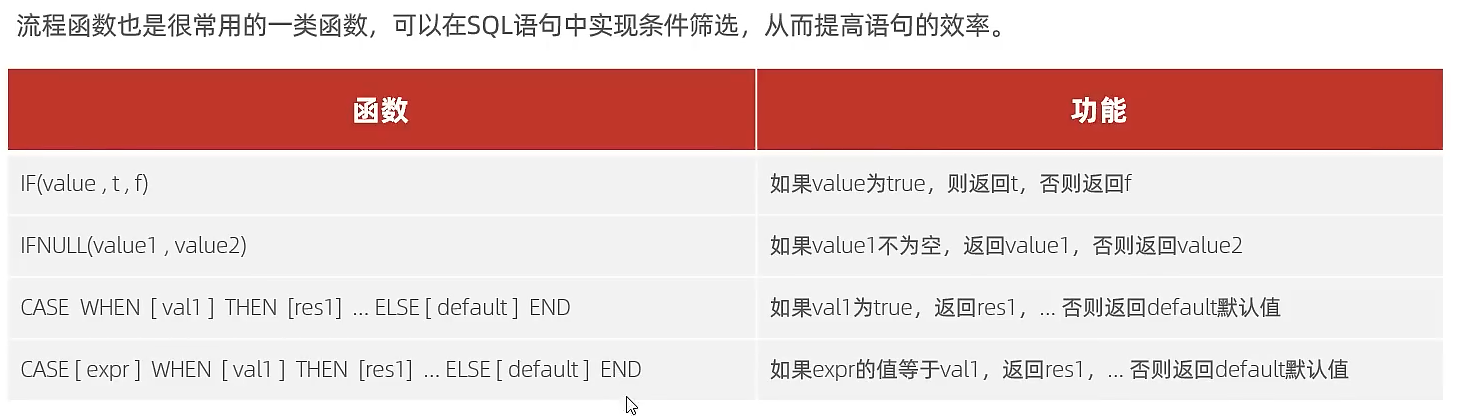 流程函数也是很常用的一类函数，可以在SQL语句中实现条件筛选，从而提高语句的效率。
函数 功能
IF(value , t , f) 如果value为true，则返回t，否则返回f
IFNULL(value1 , value2) 如果value1不为空，返回value1，否则返回value2
CASE WHEN [ val1 ] THEN [res1] ... ELSE [ default ] END 如果val1为true，返回res1，... 否则返回default默认值
CASE [ expr ] WHEN [ val1 ] THEN [res1] ... ELSE [ default ] END 如果expr的值等于val1，返回res1，... 否则返回default默认值